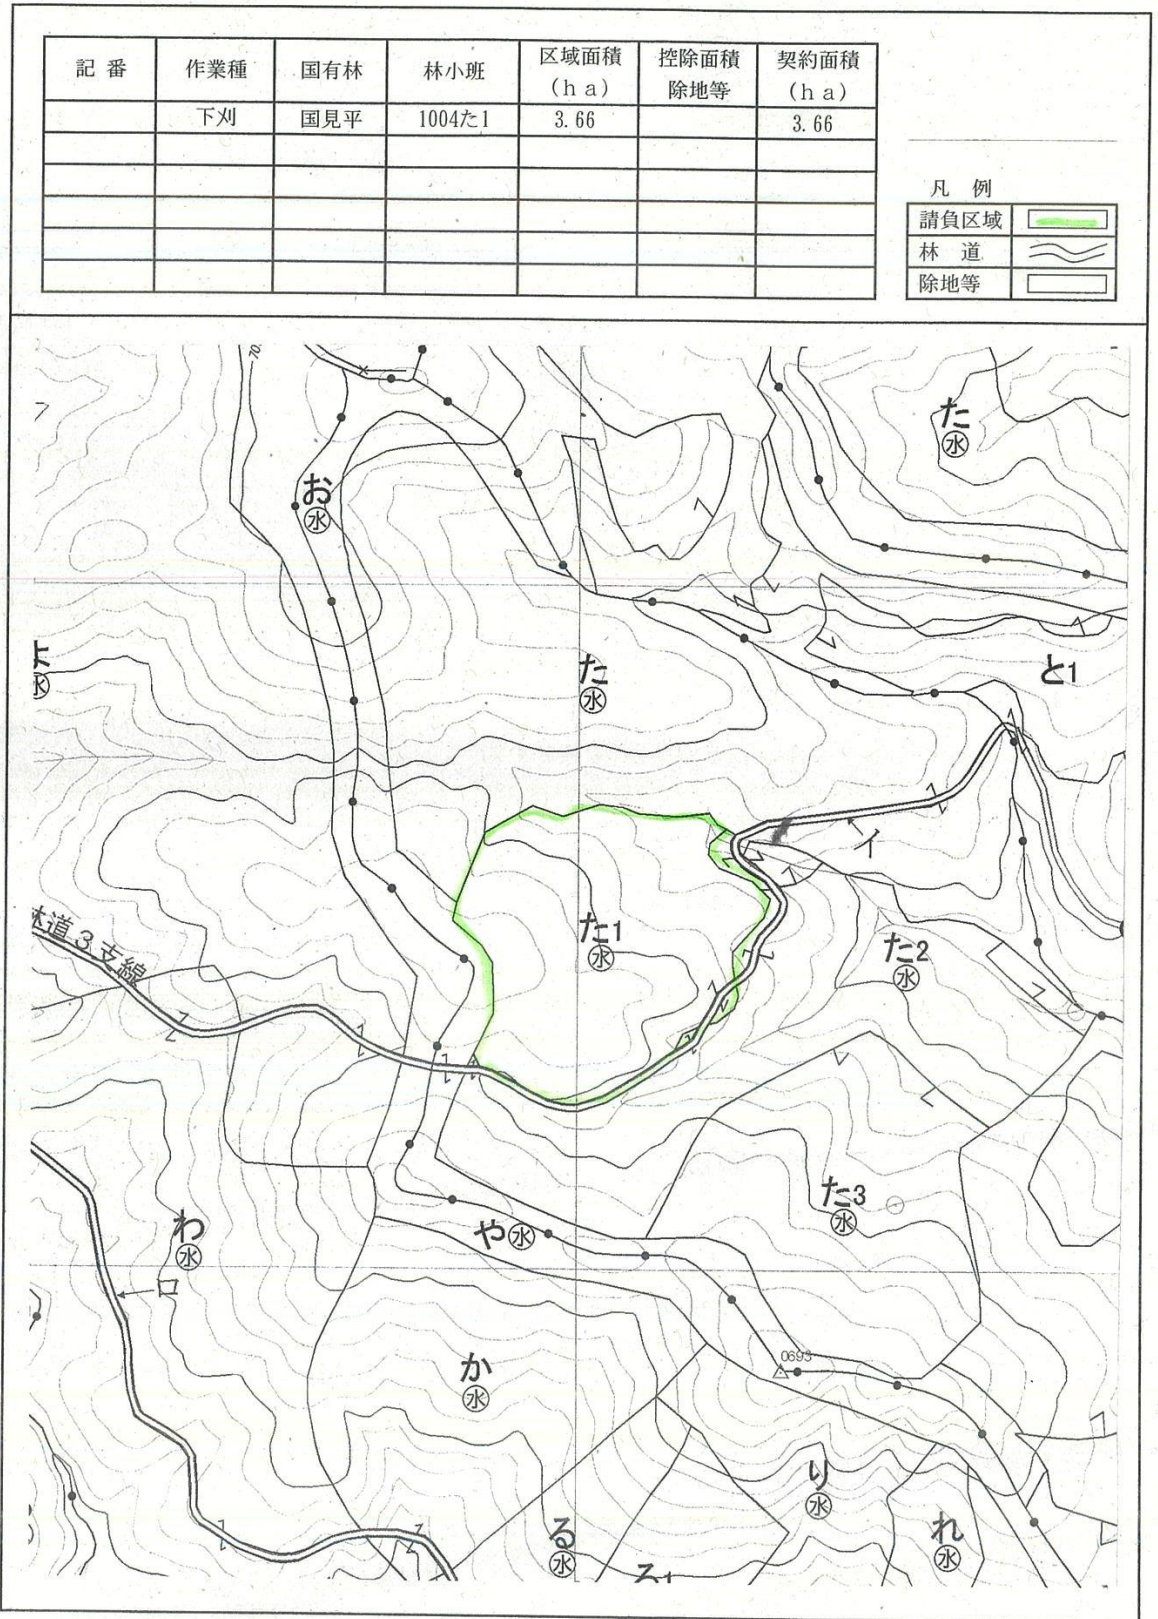 記番 作業種 国有林 林小班 区域面積(ha) 控除面積除地等 契約面積(ha)
下刈 国見平 1004た1 3.66 3.66
凡例
請負区域
林道
除地等
70
た
水
お
水
よ
水
た
水
と1
イ
た1
水
林道3支線
た2
水
た3
水
わ
水
や水
ロ
0693
か
水
り
水
る
水
れ
水